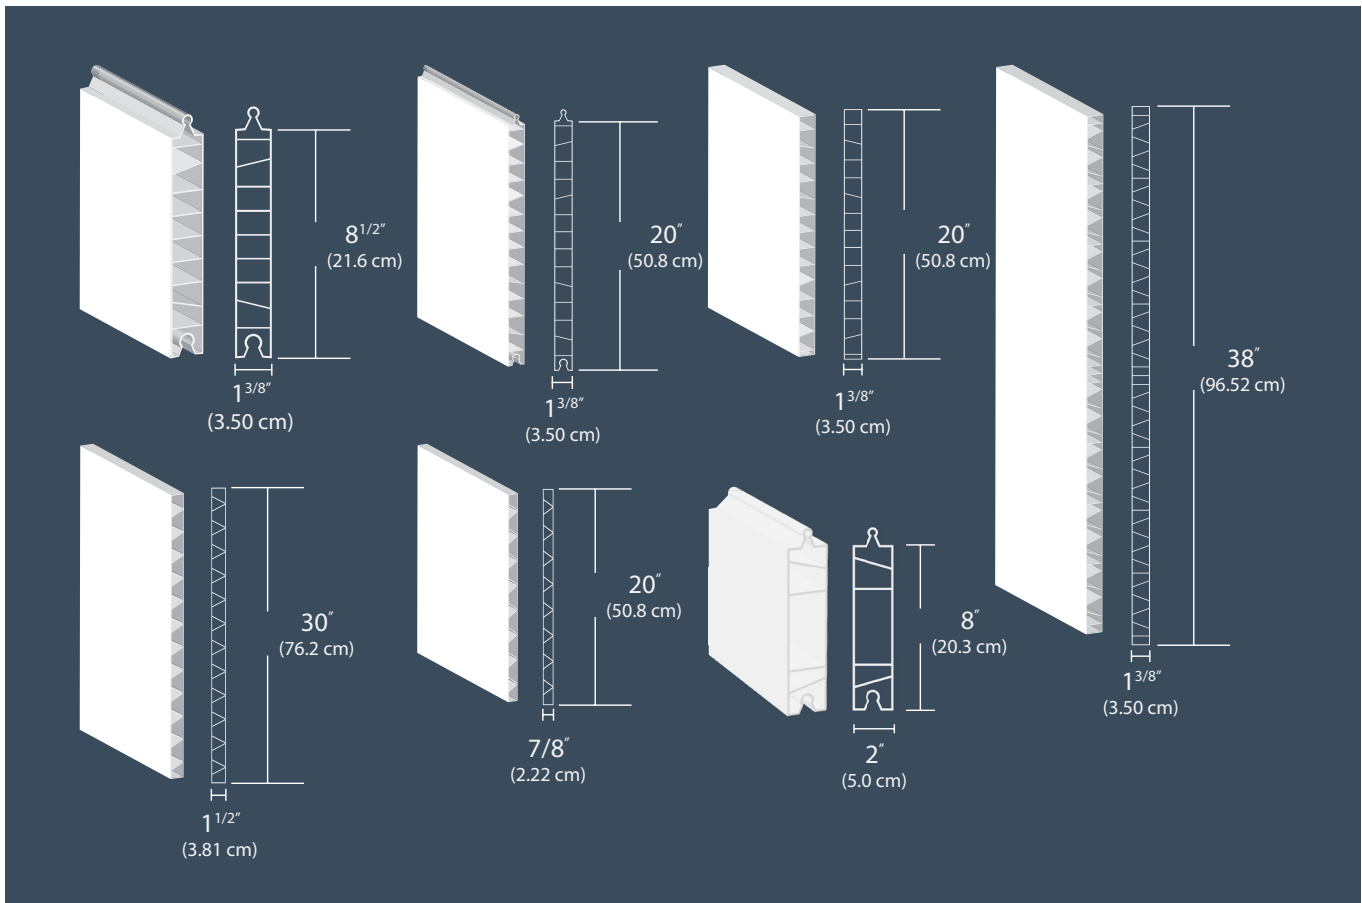 8 1/2″
(21.6 cm)
1 3/8″
(3.50 cm)
20″
(50.8 cm)
1 3/8″
(3.50 cm)
20″
(50.8 cm)
1 3/8″
(3.50 cm)
38″
(96.52 cm)
1 3/8″
(3.50 cm)
30″
(76.2 cm)
1 1/2″
(3.81 cm)
20″
(50.8 cm)
7/8″
(2.22 cm)
8″
(20.3 cm)
2″
(5.0 cm)